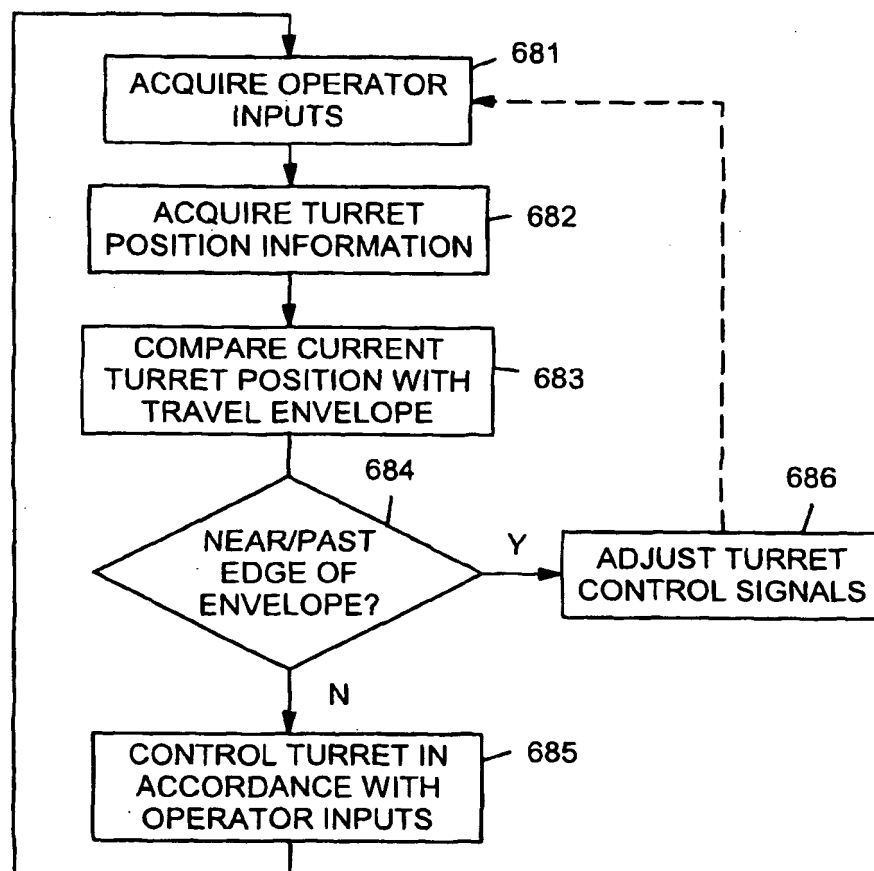 681
ACQUIRE OPERATOR
INPUTS
ACQUIRE TURRET
POSITION INFORMATION
682
COMPARE CURRENT
TURRET POSITION WITH
TRAVEL ENVELOPE
683
684
NEAR/PAST
EDGE OF
ENVELOPE?
Y
686
ADJUST TURRET
CONTROL SIGNALS
N
CONTROL TURRET IN
ACCORDANCE WITH
OPERATOR INPUTS
685